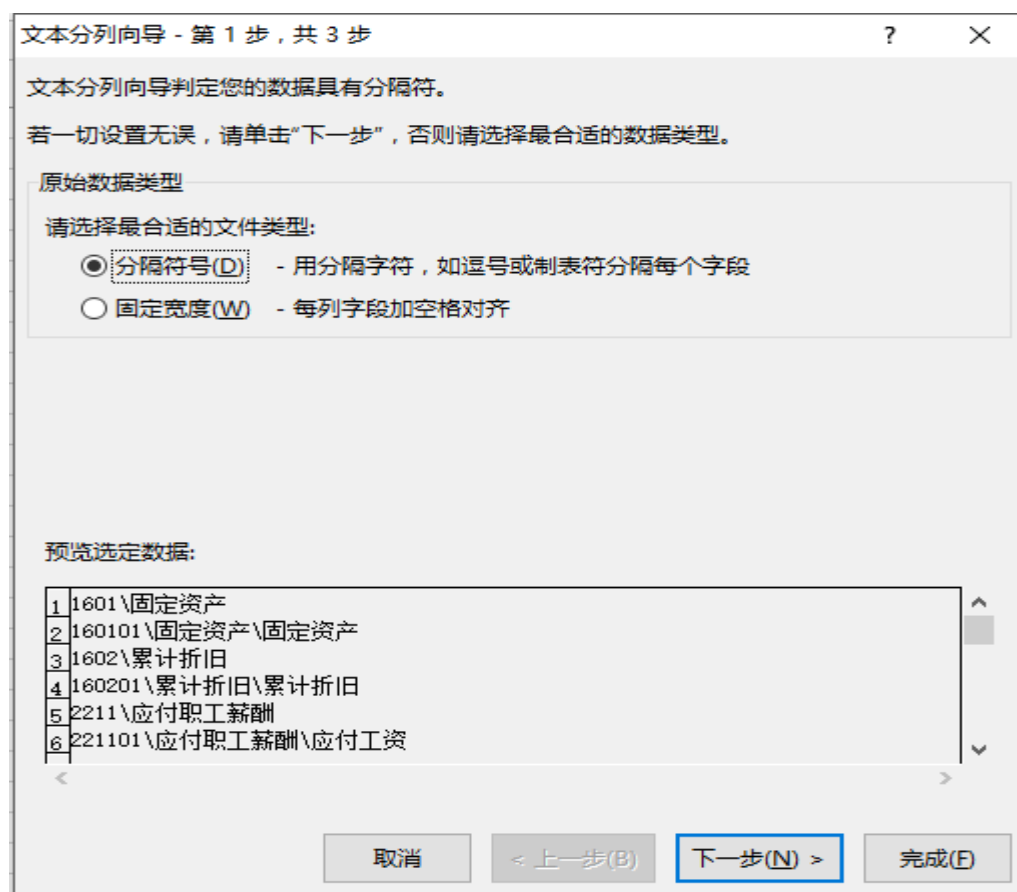 文本分列向导 - 第 1 步，共 3 步 ?
文本分列向导判定您的数据具有分隔符。
若一切设置无误，请单击“下一步”，否则请选择最合适的数据类型。
原始数据类型
请选择最合适的文件类型:
分隔符号(D) - 用分隔字符，如逗号或制表符分隔每个字段
固定宽度(W) - 每列字段加空格对齐
预览选定数据:
1 1601\固定资产
2 160101\固定资产\固定资产
3 1602\累计折旧
4 160201\累计折旧\累计折旧
5 2211\应付职工薪酬
6 221101\应付职工薪酬\应付工资
取消 < 上一步(B) 下一步(N) > 完成(F)